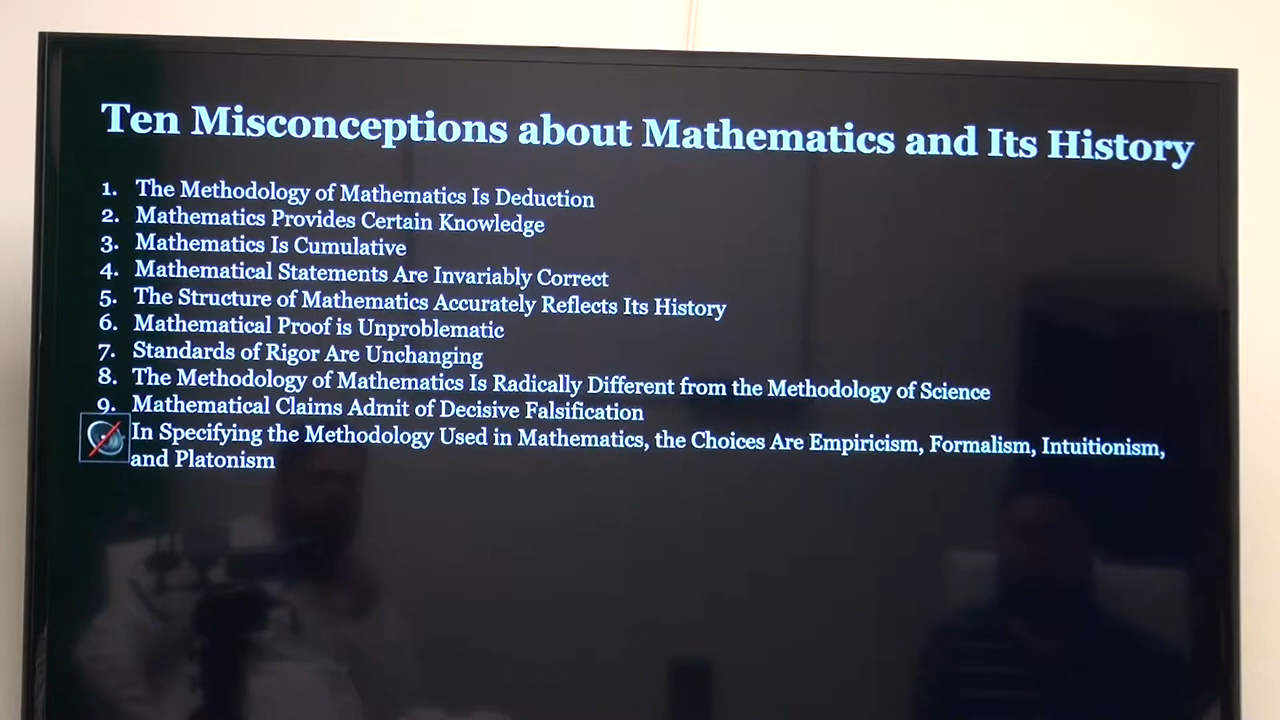 Ten Misconceptions about Mathematics and Its History
1. The Methodology of Mathematics Is Deduction
2. Mathematics Provides Certain Knowledge
3. Mathematics Is Cumulative
4. Mathematical Statements Are Invariably Correct
5. The Structure of Mathematics Accurately Reflects Its History
6. Mathematical Proof is Unproblematic
7. Standards of Rigor Are Unchanging
8. The Methodology of Mathematics Is Radically Different from the Methodology of Science
9. Mathematical Claims Admit of Decisive Falsification
In Specifying the Methodology Used in Mathematics, the Choices Are Empiricism, Formalism, Intuitionism,
and Platonism